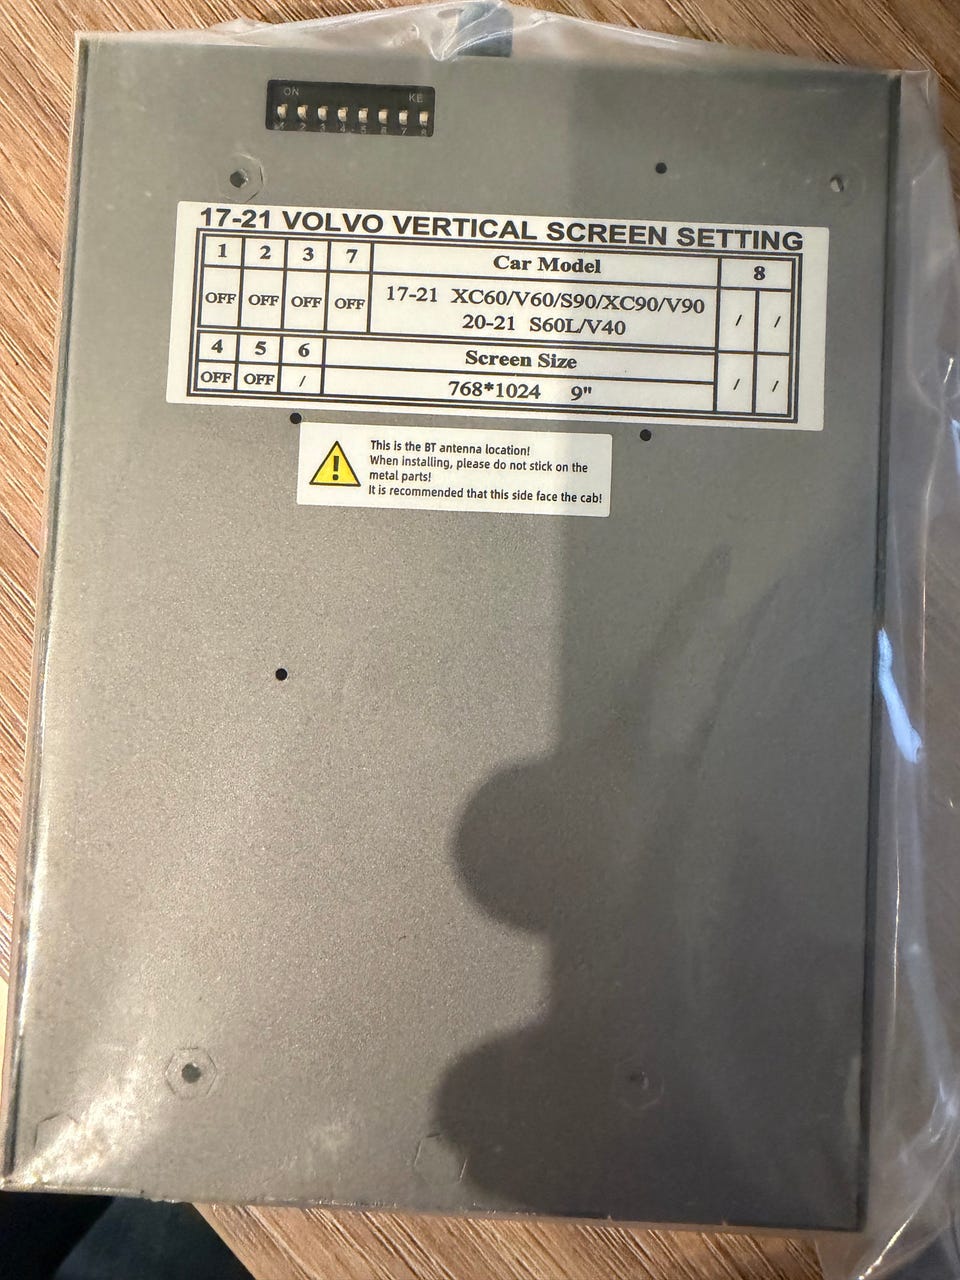 ON KE
1 2 3 4 5 6 7 8
17-21 VOLVO VERTICAL SCREEN SETTING
1 2 3 7 Car Model 8
OFF OFF OFF OFF 17-21 XC60/V60/S90/XC90/V90 / /
20-21 S60L/V40
4 5 6 Screen Size
OFF OFF / 768*1024 9" / /
This is the BT antenna location!
When installing, please do not stick on the
metal parts!
It is recommended that this side face the cab!